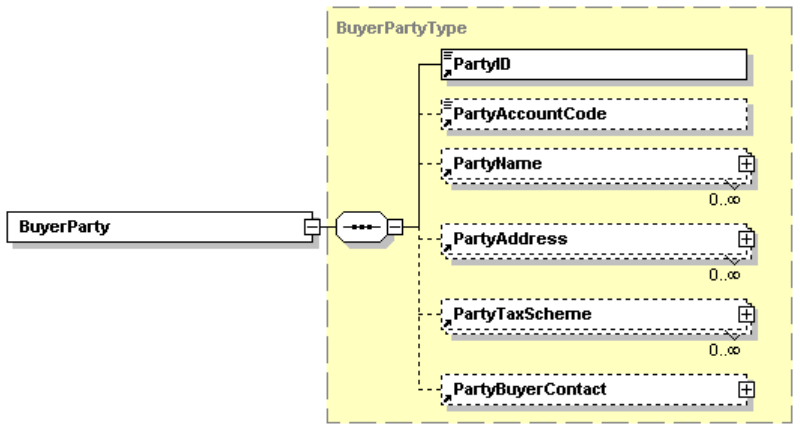 BuyerPartyType
PartyID
PartyAccountCode
PartyName
0..∞
BuyerParty
PartyAddress
0..∞
PartyTaxScheme
0..∞
PartyBuyerContact